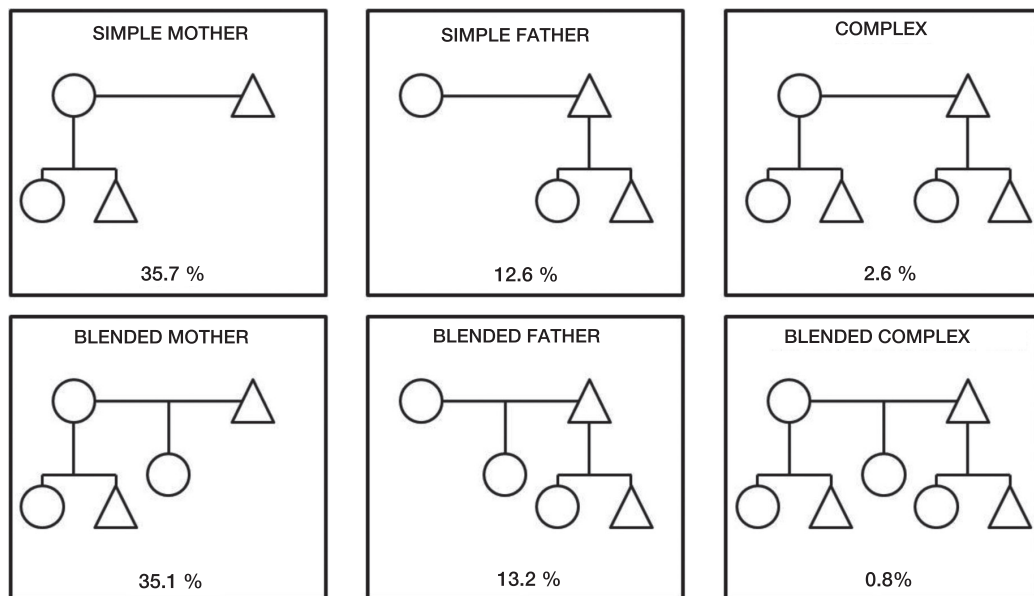 SIMPLE MOTHER
35.7 %
SIMPLE FATHER
12.6 %
COMPLEX
2.6 %
BLENDED MOTHER
35.1 %
BLENDED FATHER
13.2 %
BLENDED COMPLEX
0.8%